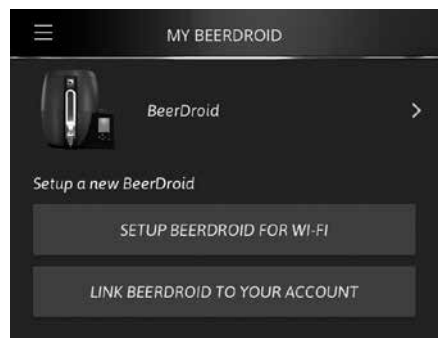 MY BEERDROID
BeerDroid
Setup a new BeerDroid
SETUP BEERDROID FOR WI-FI
LINK BEERDROID TO YOUR ACCOUNT